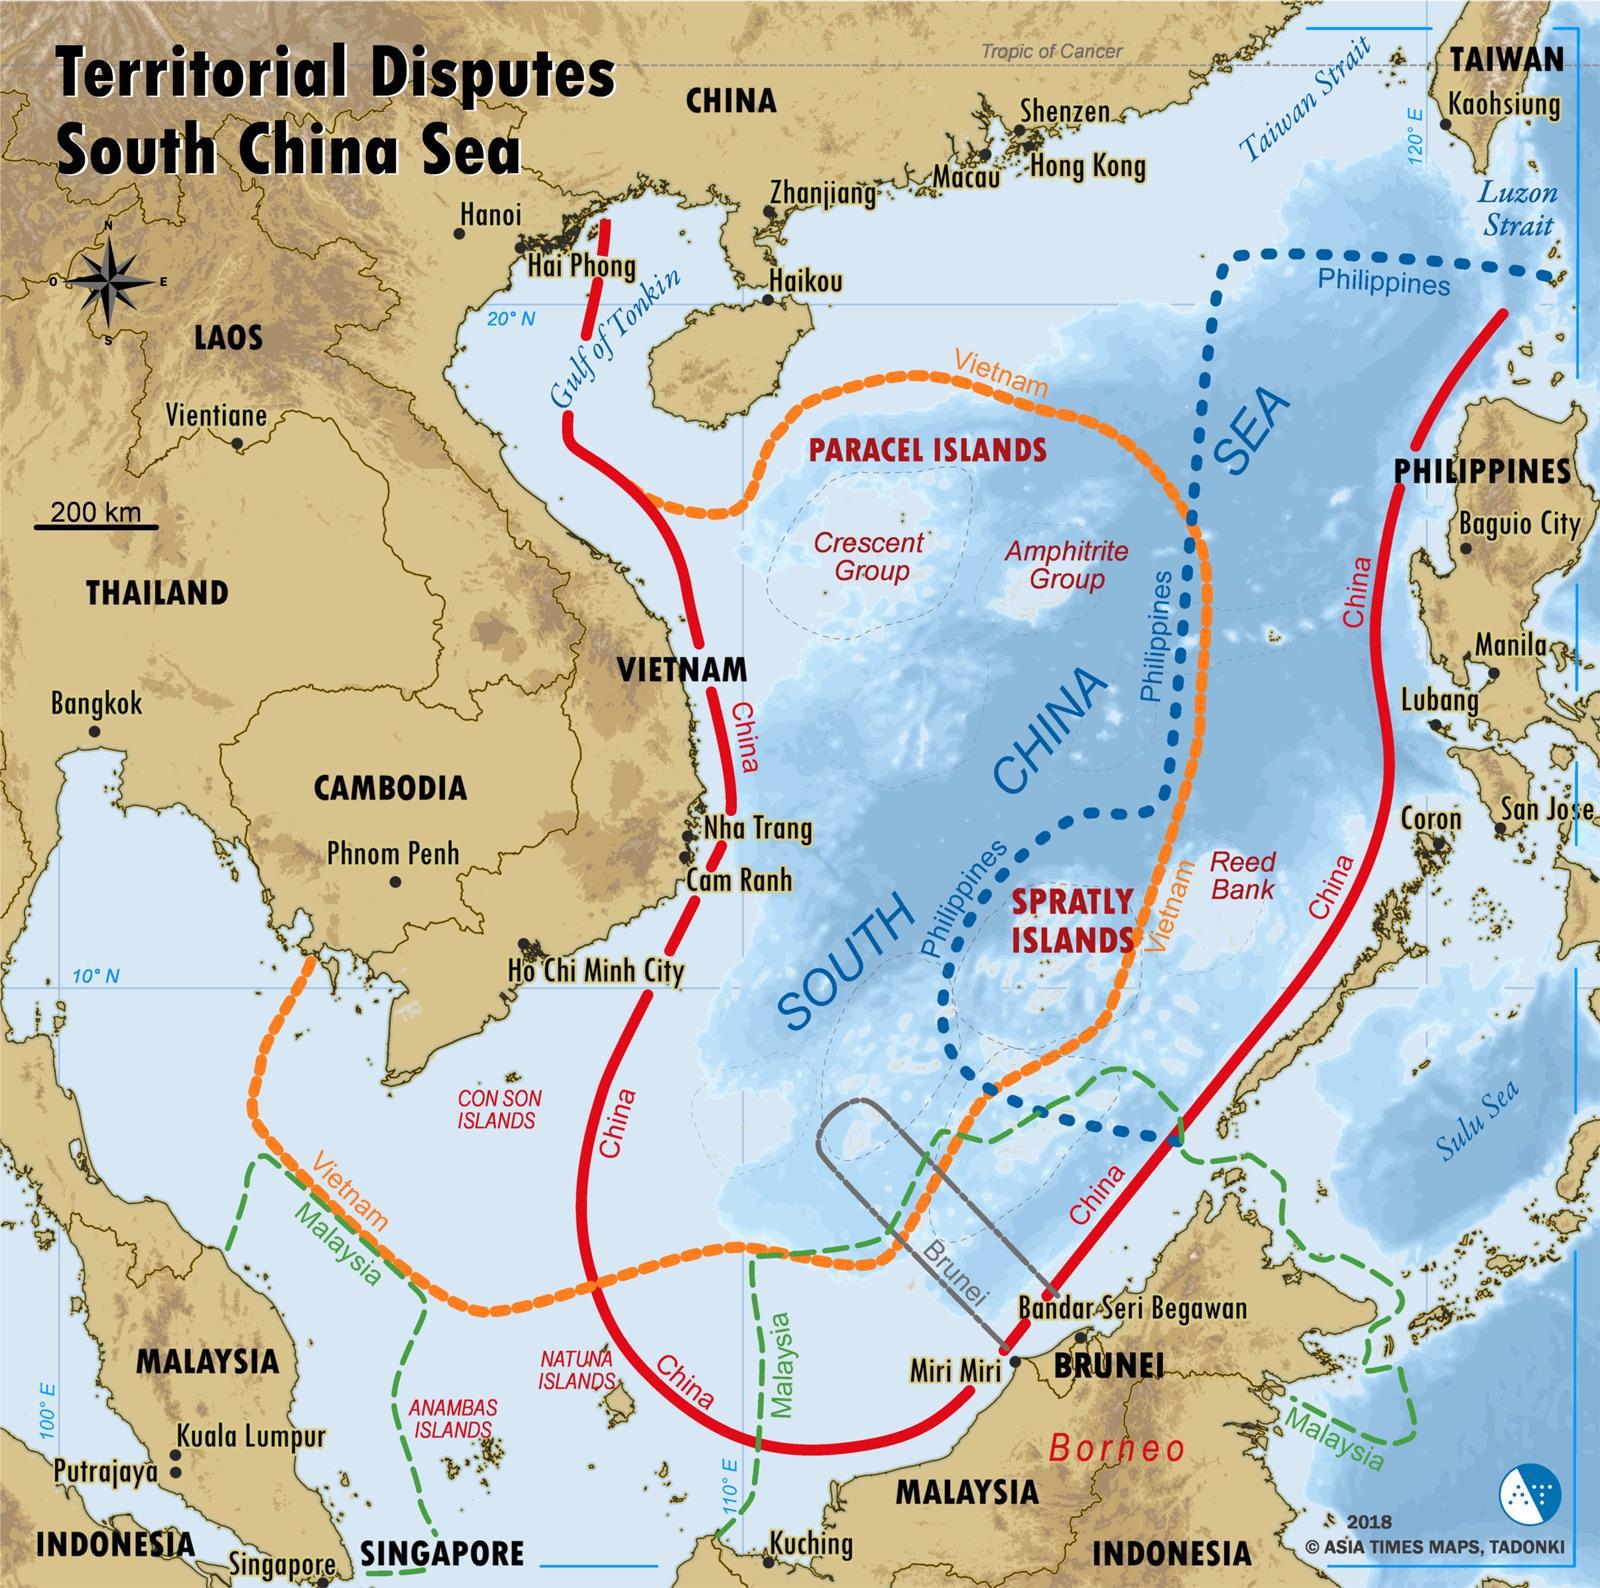 Territorial Disputes
South China Sea
Tropic of Cancer
CHINA
Shenzen
Hong Kong
Macau
Zhanjiang
Haikou
Taiwan Strait
TAIWAN
Kaohsiung
120° E
Luzon
Strait
N
O
E
S
Hanoi
Hai Phong
Gulf of Tonkin
20° N
LAOS
Vientiane
200 km
THAILAND
Bangkok
CAMBODIA
Phnom Penh
VIETNAM
Nha Trang
Cam Ranh
Ho Chi Minh City
10° N
Philippines
Vietnam
PARACEL ISLANDS
Crescent
Group
Amphitrite
Group
SOUTH
CHINA
SEA
Philippines
China
China
PHILIPPINES
Baguio City
Manila
Lubang
San Jose
Coron
Reed
Bank
SPRATLY
ISLANDS
Philippines
Vietnam
China
CON SON
ISLANDS
China
Sulu Sea
China
Vietnam
Malaysia
Brunei
Bandar Seri Begawan
BRUNEI
Miri Miri
NATUNA
ISLANDS
China
Malaysia
ANAMBAS
ISLANDS
MALAYSIA
Kuala Lumpur
Putrajaya
100° E
110° E
INDONESIA
Singapore
SINGAPORE
Kuching
MALAYSIA
Borneo
INDONESIA
Malaysia
AT
2018
© ASIA TIMES MAPS, TADONKI